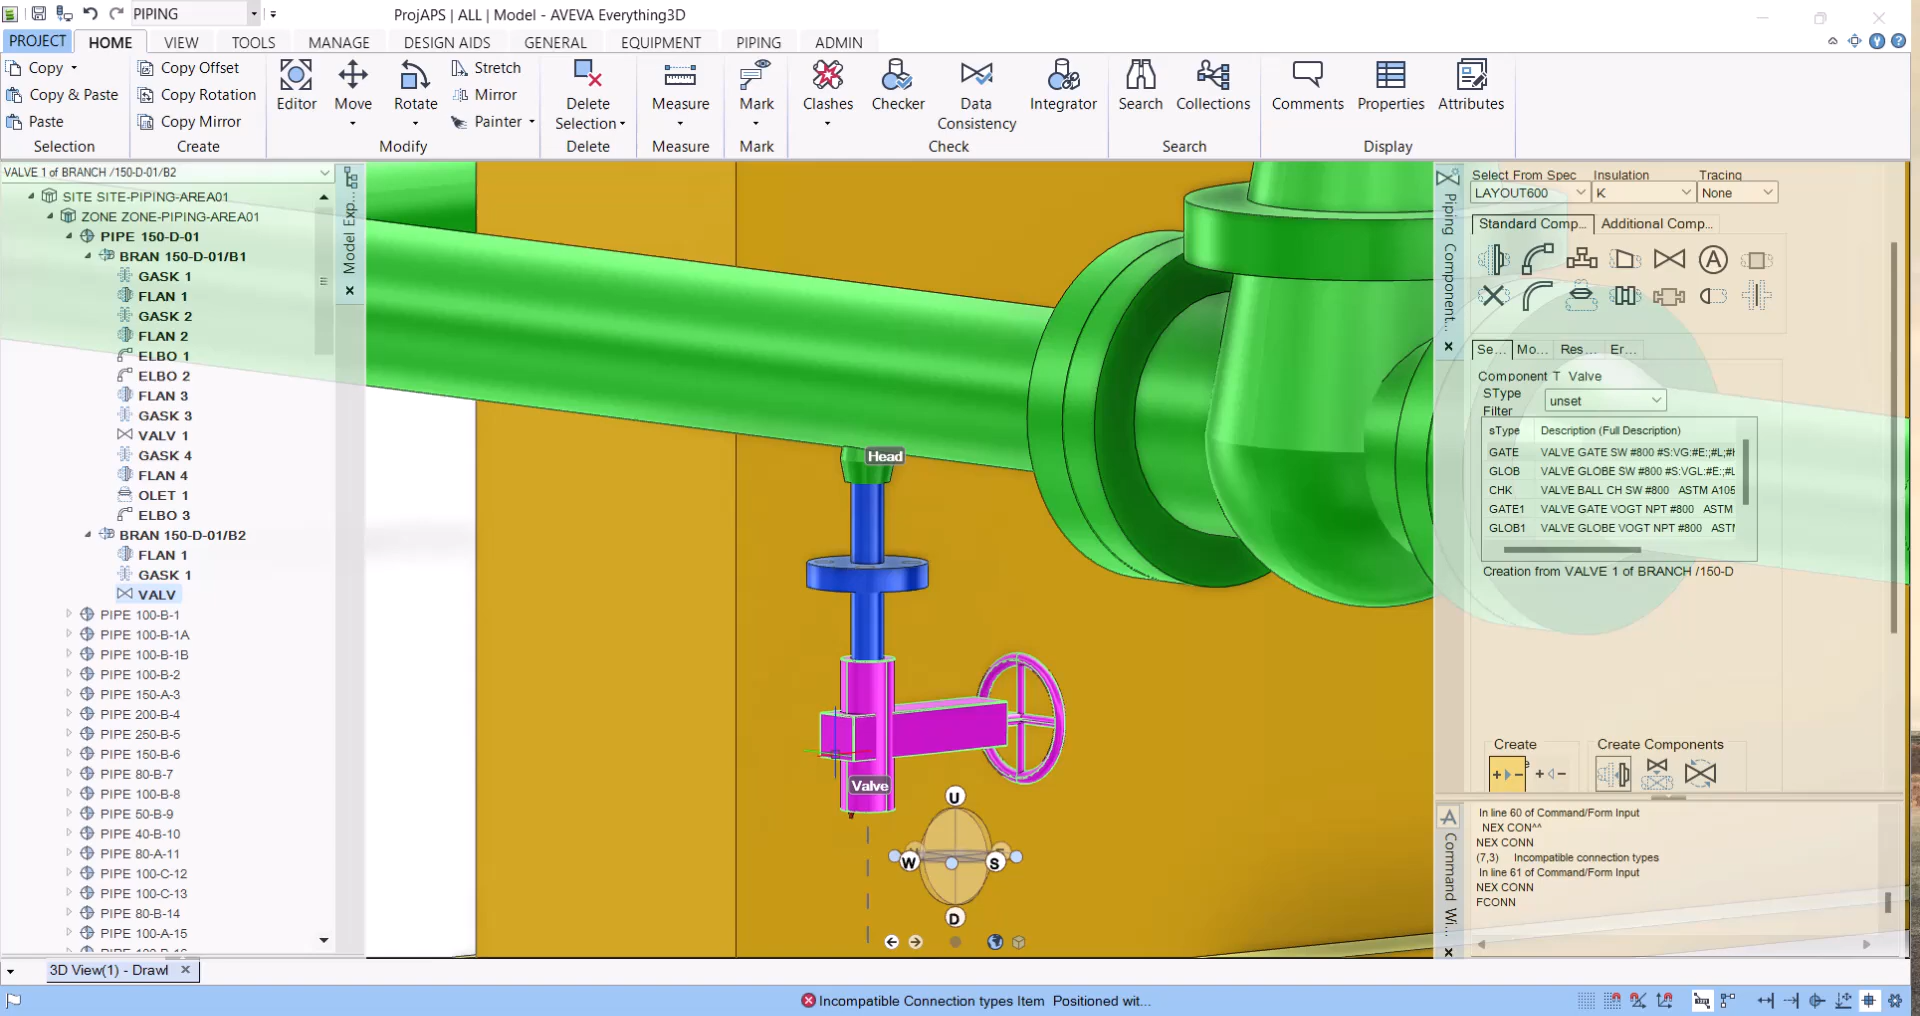 PIPING
ProjAPS | ALL | Model - AVEVA Everything3D
PROJECT
HOME
VIEW
TOOLS
MANAGE
DESIGN AIDS
GENERAL
EQUIPMENT
PIPING
ADMIN
Copy
Copy & Paste
Paste
Selection
Copy Offset
Copy Rotation
Copy Mirror
Create
Editor
Move
Rotate
Stretch
Mirror
Painter
Modify
Delete
Selection
Delete
Measure
Measure
Mark
Mark
Clashes
Checker
Data
Consistency
Integrator
Check
Search
Collections
Search
Comments
Properties
Attributes
Display
VALVE 1 of BRANCH /150-D-01/B2
SITE SITE-PIPING-AREA01
ZONE ZONE-PIPING-AREA01
PIPE 150-D-01
BRAN 150-D-01/B1
GASK 1
FLAN 1
GASK 2
FLAN 2
ELBO 1
ELBO 2
FLAN 3
GASK 3
VALV 1
GASK 4
FLAN 4
OLET 1
ELBO 3
BRAN 150-D-01/B2
FLAN 1
GASK 1
VALV
PIPE 100-B-1
PIPE 100-B-1A
PIPE 100-B-1B
PIPE 100-B-2
PIPE 150-A-3
PIPE 200-B-4
PIPE 250-B-5
PIPE 150-B-6
PIPE 80-B-7
PIPE 100-B-8
PIPE 50-B-9
PIPE 40-B-10
PIPE 80-A-11
PIPE 100-C-12
PIPE 100-C-13
PIPE 80-B-14
PIPE 100-A-15
Model Exp...
Head
Valve
U
W
S
D
Piping Component...
Select From Spec
Insulation
Tracing
LAYOUT600
K
None
Standard Comp...
Additional Comp...
A
Se...
Mo...
Res...
Er...
Component T Valve
SType
Filter
unset
sType Description (Full Description)
GATE VALVE GATE SW #800 #S:VG:#E:;#L;#H
GLOB VALVE GLOBE SW #800 #S:VGL:#E:;#L
CHK VALVE BALL CH SW #800 ASTM A105
GATE1 VALVE GATE VOGT NPT #800 ASTM
GLOB1 VALVE GLOBE VOGT NPT #800 ASTM
Creation from VALVE 1 of BRANCH /150-D
Create
Create Components
Command Wi...
In line 60 of Command/Form Input
NEX CON^^
NEX CONN
(7,3) Incompatible connection types
In line 61 of Command/Form Input
NEX CONN
FCONN
3D View(1) - Drawl
Incompatible Connection types Item Positioned wit...